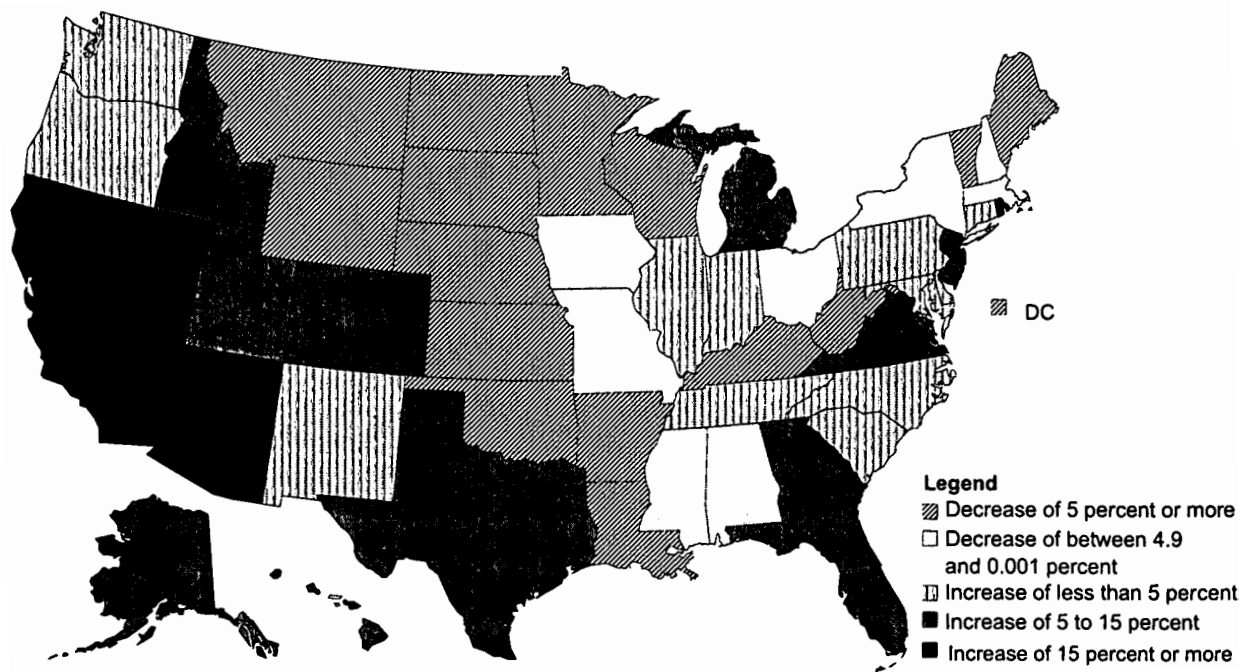 DC
Legend
Decrease of 5 percent or more
Decrease of between 4.9
and 0.001 percent
Increase of less than 5 percent
Increase of 5 to 15 percent
Increase of 15 percent or more